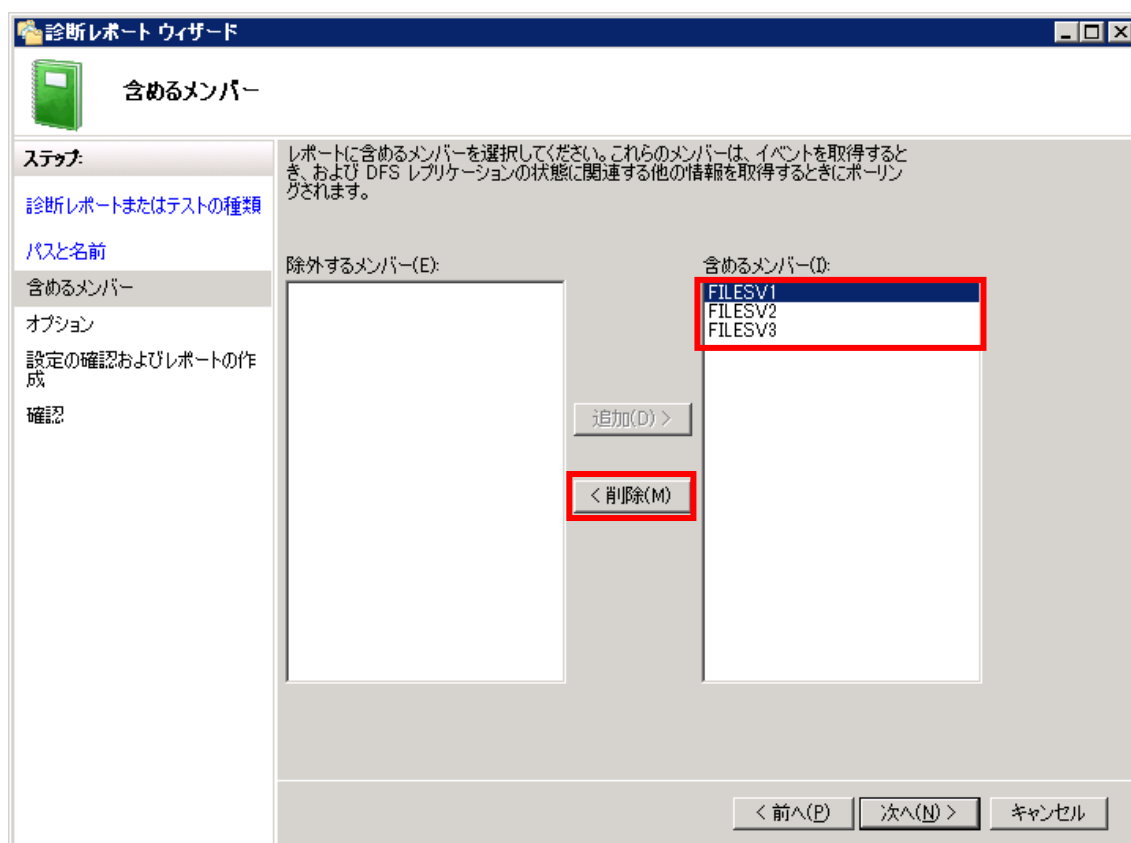 診断レポート ウィザード
含めるメンバー
ステップ:
診断レポートまたはテストの種類
パスと名前
含めるメンバー
オプション
設定の確認およびレポートの作
成
確認
レポートに含めるメンバーを選択してください。これらのメンバーは、イベントを取得すると
き、および DFS レプリケーションの状態に関連する他の情報を取得するときにポーリン
グされます。
除外するメンバー(E):
含めるメンバー(I):
FILESV1
FILESV2
FILESV3
追加(D) >
< 削除(M)
< 前へ(P)
次へ(N) >
キャンセル